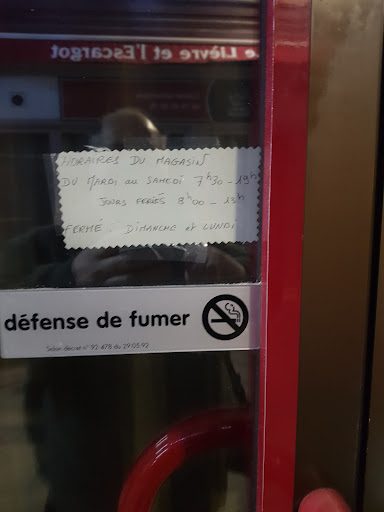 e Lièvre et l'Escargot
HORAIRES DU MAGASIN
DU MARDI au SAMEDI 7h30 - 19h
JOURS FERIÉS 8h00 - 13h
FERMÉ : DIMANCHE et LUNDI
défense de fumer
Selon décret n° 92-478 du 29.05.92